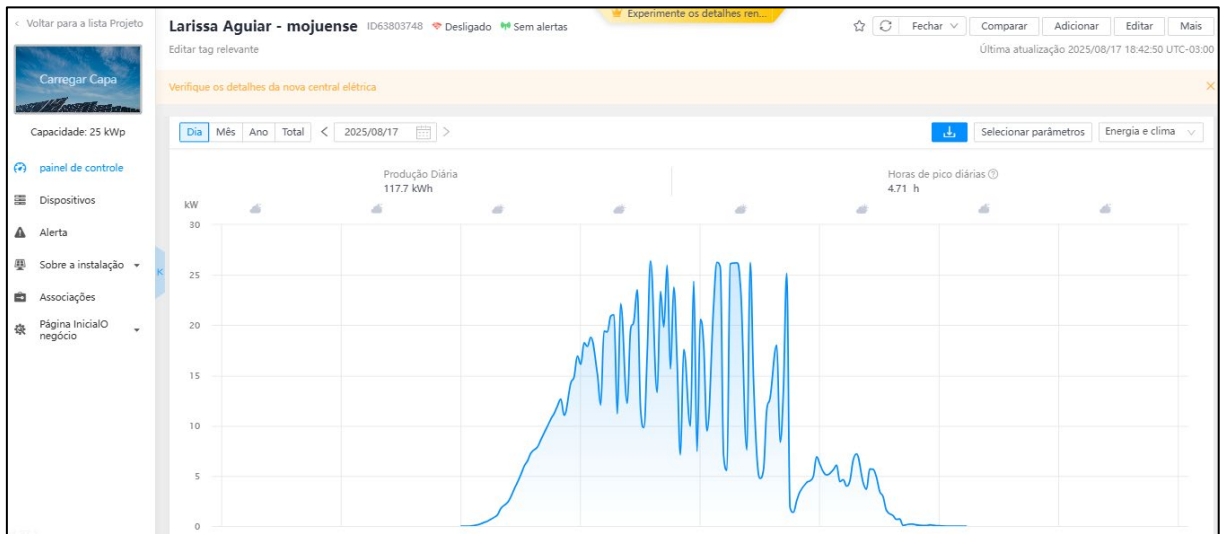 < Voltar para a lista Projeto
Carregar Capa
Capacidade: 25 kWp
painel de controle
Dispositivos
Alerta
Sobre a instalação
Associações
Página InicialO
negócio
Larissa Aguiar - mojuense ID63803748 Desligado Sem alertas
Experimente os detalhes ren...
Fechar Comparar Adicionar Editar Mais
Editar tag relevante
Última atualização 2025/08/17 18:42:50 UTC-03:00
Verifique os detalhes da nova central elétrica
Dia Mês Ano Total < 2025/08/17 >
Selecionar parâmetros Energia e clima
Produção Diária
117.7 kWh
Horas de pico diárias
4.71 h
kW
30
25
20
15
10
5
0